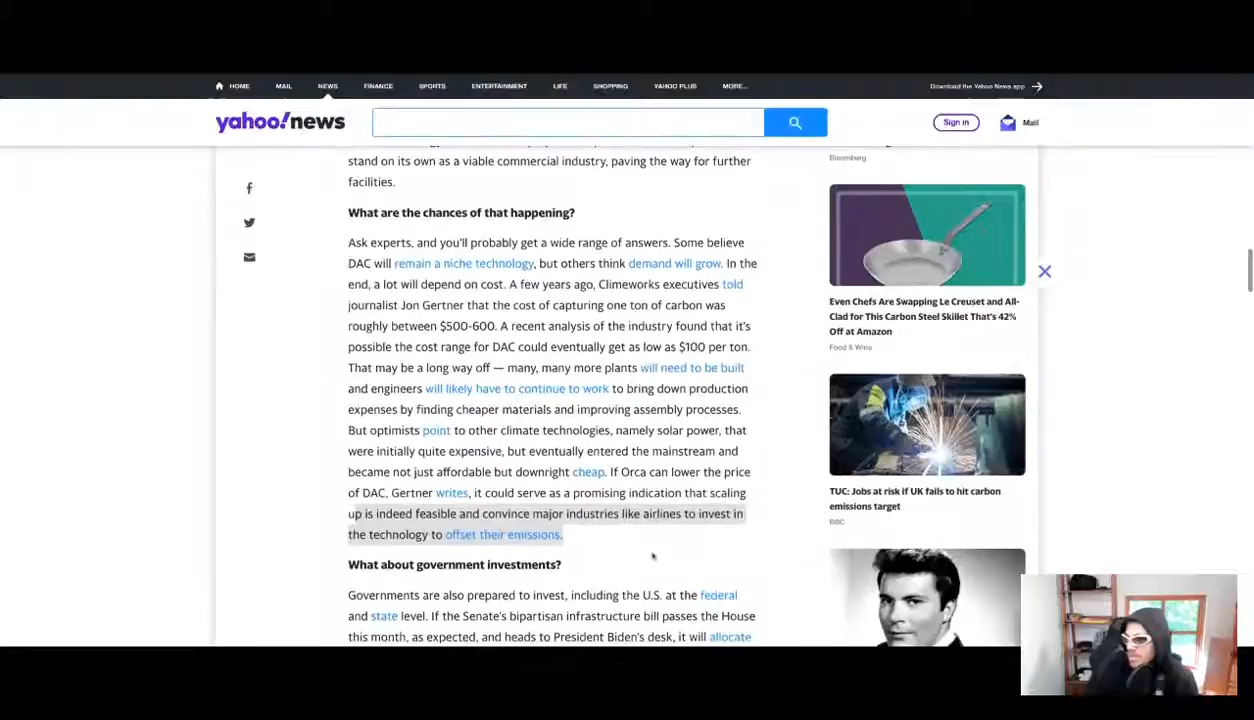 HOME MAIL NEWS FINANCE SPORTS ENTERTAINMENT LIFE SHOPPING YAHOO PLUS MORE... Download the Yahoo News app
yahoo!news Sign in Mail
stand on its own as a viable commercial industry, paving the way for further
facilities.
What are the chances of that happening?
Ask experts, and you'll probably get a wide range of answers. Some believe
DAC will remain a niche technology, but others think demand will grow. In the
end, a lot will depend on cost. A few years ago, Climeworks executives told
journalist Jon Gertner that the cost of capturing one ton of carbon was
roughly between $500-600. A recent analysis of the industry found that it's
possible the cost range for DAC could eventually get as low as $100 per ton.
That may be a long way off — many, many more plants will need to be built
and engineers will likely have to continue to work to bring down production
expenses by finding cheaper materials and improving assembly processes.
But optimists point to other climate technologies, namely solar power, that
were initially quite expensive, but eventually entered the mainstream and
became not just affordable but downright cheap. If Orca can lower the price
of DAC, Gertner writes, it could serve as a promising indication that scaling
up is indeed feasible and convince major industries like airlines to invest in
the technology to offset their emissions.
What about government investments?
Governments are also prepared to invest, including the U.S. at the federal
and state level. If the Senate's bipartisan infrastructure bill passes the House
this month, as expected, and heads to President Biden's desk, it will allocate
Bloomberg
Even Chefs Are Swapping Le Creuset and All-
Clad for This Carbon Steel Skillet That's 42%
Off at Amazon
Food & Wine
TUC: Jobs at risk if UK fails to hit carbon
emissions target
BBC